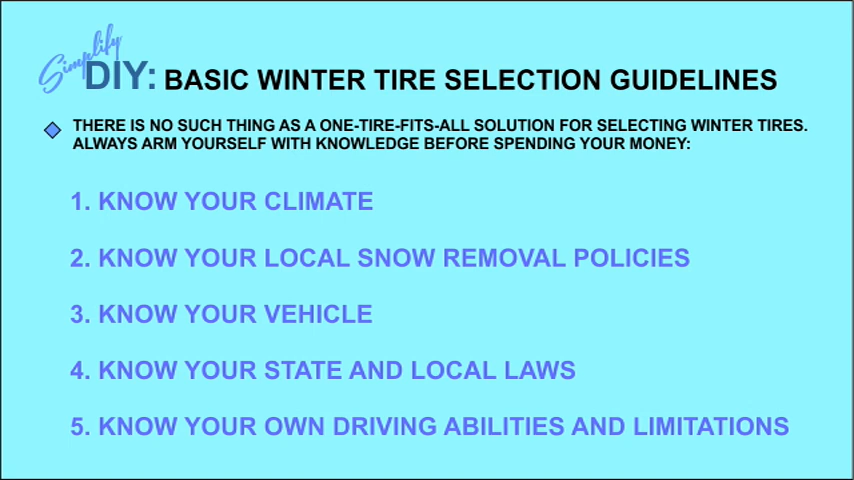 Simplify
DIY: BASIC WINTER TIRE SELECTION GUIDELINES
THERE IS NO SUCH THING AS A ONE-TIRE-FITS-ALL SOLUTION FOR SELECTING WINTER TIRES.
ALWAYS ARM YOURSELF WITH KNOWLEDGE BEFORE SPENDING YOUR MONEY:
1. KNOW YOUR CLIMATE
2. KNOW YOUR LOCAL SNOW REMOVAL POLICIES
3. KNOW YOUR VEHICLE
4. KNOW YOUR STATE AND LOCAL LAWS
5. KNOW YOUR OWN DRIVING ABILITIES AND LIMITATIONS